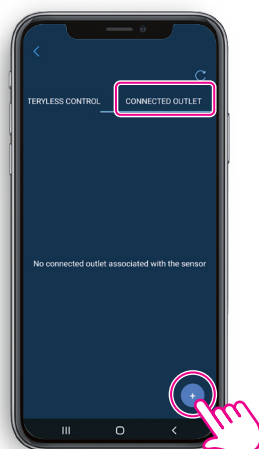 TERYLESS CONTROL CONNECTED OUTLET
No connected outlet associated with the sensor
+